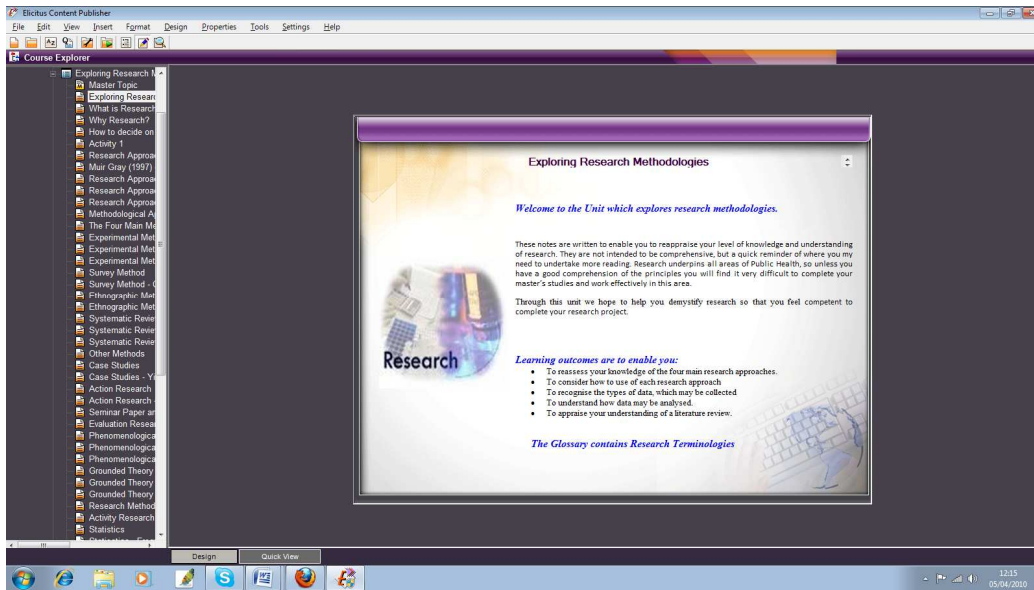 Elicitus Content Publisher
File Edit View Insert Format Design Properties Tools Settings Help
Course Explorer
Exploring Research M
Master Topic
Exploring Resear
What is Research
Why Research?
How to decide on
Activity 1
Research Approa
Muir Gray (1997)
Research Approa
Research Approa
Research Approa
Methodological A
The Four Main Me
Experimental Met
Experimental Met
Experimental Met
Survey Method
Survey Method - C
Ethnographic Met
Ethnographic Met
Systematic Revie
Systematic Revie
Systematic Revie
Other Methods
Case Studies
Case Studies - Yi
Action Research
Action Research
Seminar Paper an
Evaluation Resear
Phenomenologica
Phenomenologica
Phenomenologica
Grounded Theory
Grounded Theory
Grounded Theory
Research Method
Activity Research
Statistics
Exploring Research Methodologies
Welcome to the Unit which explores research methodologies.
These notes are written to enable you to reappraise your level of knowledge and understanding
of research. They are not intended to be comprehensive, but a quick reminder of where you my
need to undertake more reading. Research underpins all areas of Public Health, so unless you
have a good comprehension of the principles you will find it very difficult to complete your
master's studies and work effectively in this area.
Through this unit we hope to help you demystify research so that you feel competent to
complete your research project.
Research
Learning outcomes are to enable you:
• To reassess your knowledge of the four main research approaches.
• To consider how to use of each research approach
• To recognise the types of data, which may be collected
• To understand how data may be analysed.
• To appraise your understanding of a literature review.
The Glossary contains Research Terminologies
Design Quick View
12:15
05/04/2010